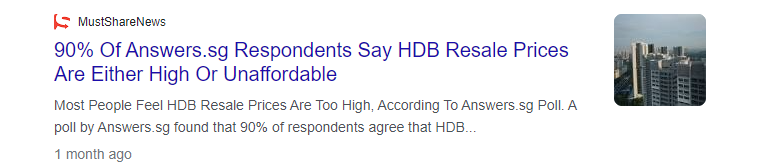 MustShareNews
90% Of Answers.sg Respondents Say HDB Resale Prices
Are Either High Or Unaffordable
Most People Feel HDB Resale Prices Are Too High, According To Answers.sg Poll. A
poll by Answers.sg found that 90% of respondents agree that HDB...
1 month ago